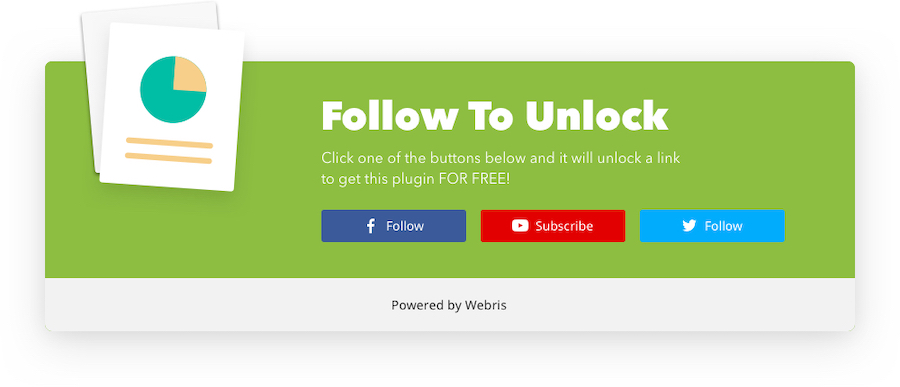 Follow To Unlock
Click one of the buttons below and it will unlock a link
to get this plugin FOR FREE!
Follow
Subscribe
Follow
Powered by Webris